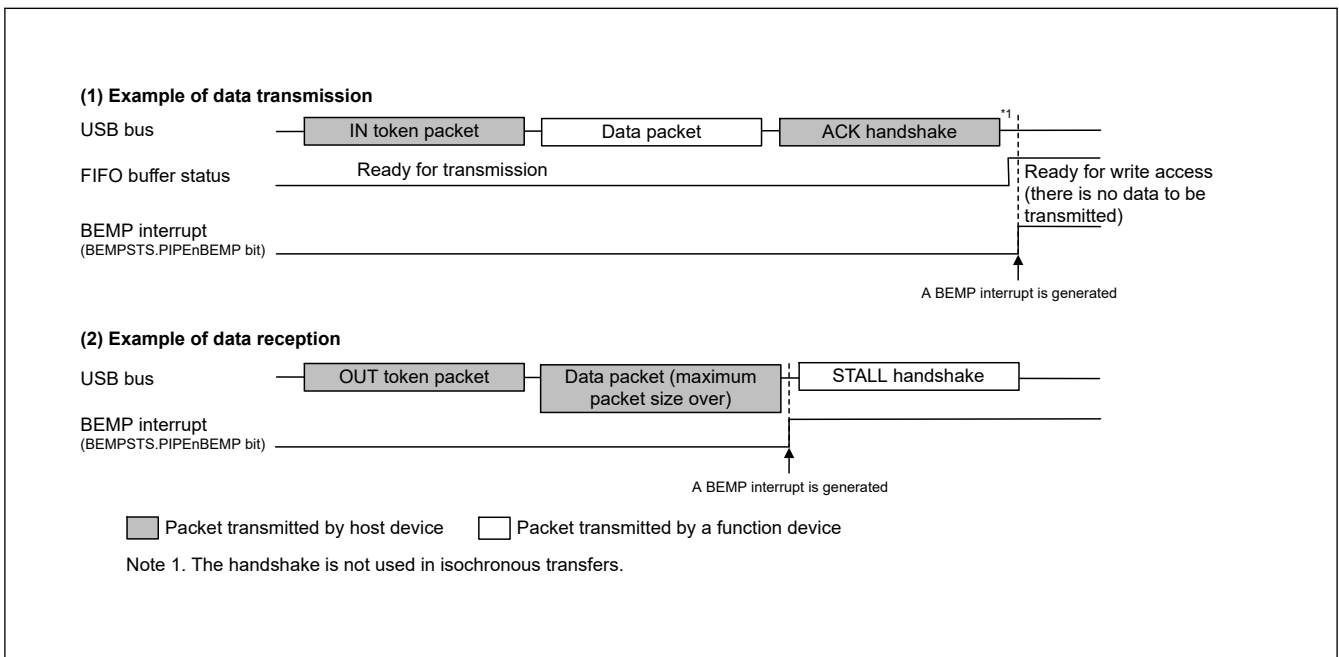 (1) Example of data transmission
USB bus
IN token packet
Data packet
ACK handshake
*1
FIFO buffer status
Ready for transmission
Ready for write access
(there is no data to be
transmitted)
BEMP interrupt
(BEMPSTS.PIPEnBEMP bit)
A BEMP interrupt is generated
(2) Example of data reception
USB bus
OUT token packet
Data packet (maximum
packet size over)
STALL handshake
BEMP interrupt
(BEMPSTS.PIPEnBEMP bit)
A BEMP interrupt is generated
Packet transmitted by host device
Packet transmitted by a function device
Note 1. The handshake is not used in isochronous transfers.